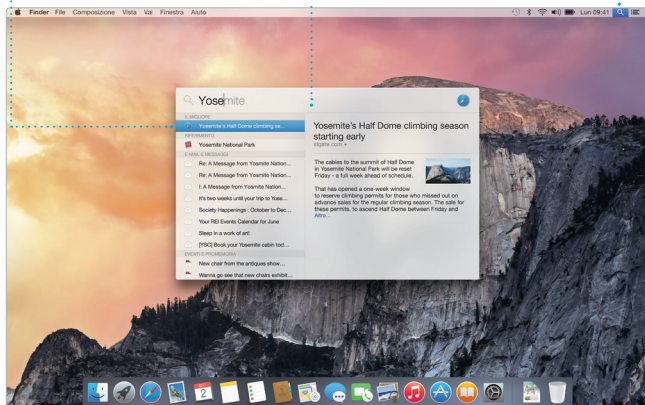 Finder File Composizione Vista Vai Finestra Aiuto
Lun 09:41
Yosemite
IL MIGLIORE
Yosemite's Half Dome climbing se...
RIFERIMENTO
Yosemite National Park
E-MAIL E MESSAGES
Re: A Message from Yosmite Nation...
Re: A Message from Yosmite Nation...
I: A Message from Yosmite Nation...
It's two weeks until your trip to Yose...
Society Happenings : October to Dec...
Your REI Events Calendar for June
Sleep in a work of art!
[YSC] Book your Yosemite cabin tod...
EVENTI E PROMEMORIA
New chair from the antiques show...
Wanna go see that new chairs exhibit...
Yosemite's Half Dome climbing season
starting early
sfgate.com
The cables to the summit of Half Dome
in Yosemite National Park will be reset
Friday - a full week ahead of schedule.
That has opened a one-week window
to reserve climbing permits for those who missed out on
advance sales for the regular climbing season. The sale for
these permits, to ascend Half Dome between Friday and
Altro...
2